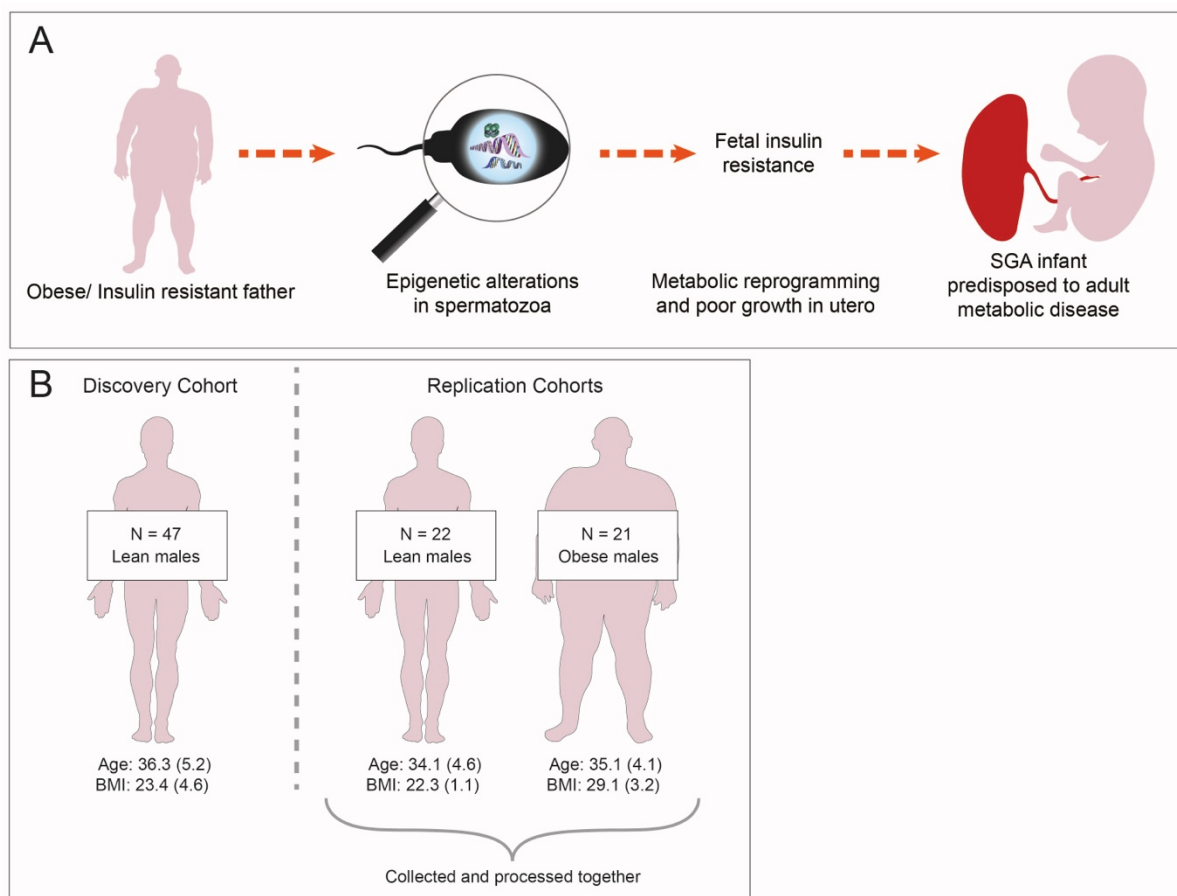 A
Obese/ Insulin resistant father
Epigenetic alterations
in spermatozoa
Fetal insulin
resistance
Metabolic reprogramming
and poor growth in utero
SGA infant
predisposed to adult
metabolic disease
B
Discovery Cohort
Replication Cohorts
N = 47
Lean males
N = 22
Lean males
N = 21
Obese males
Age: 36.3 (5.2)
BMI: 23.4 (4.6)
Age: 34.1 (4.6)
BMI: 22.3 (1.1)
Age: 35.1 (4.1)
BMI: 29.1 (3.2)
Collected and processed together